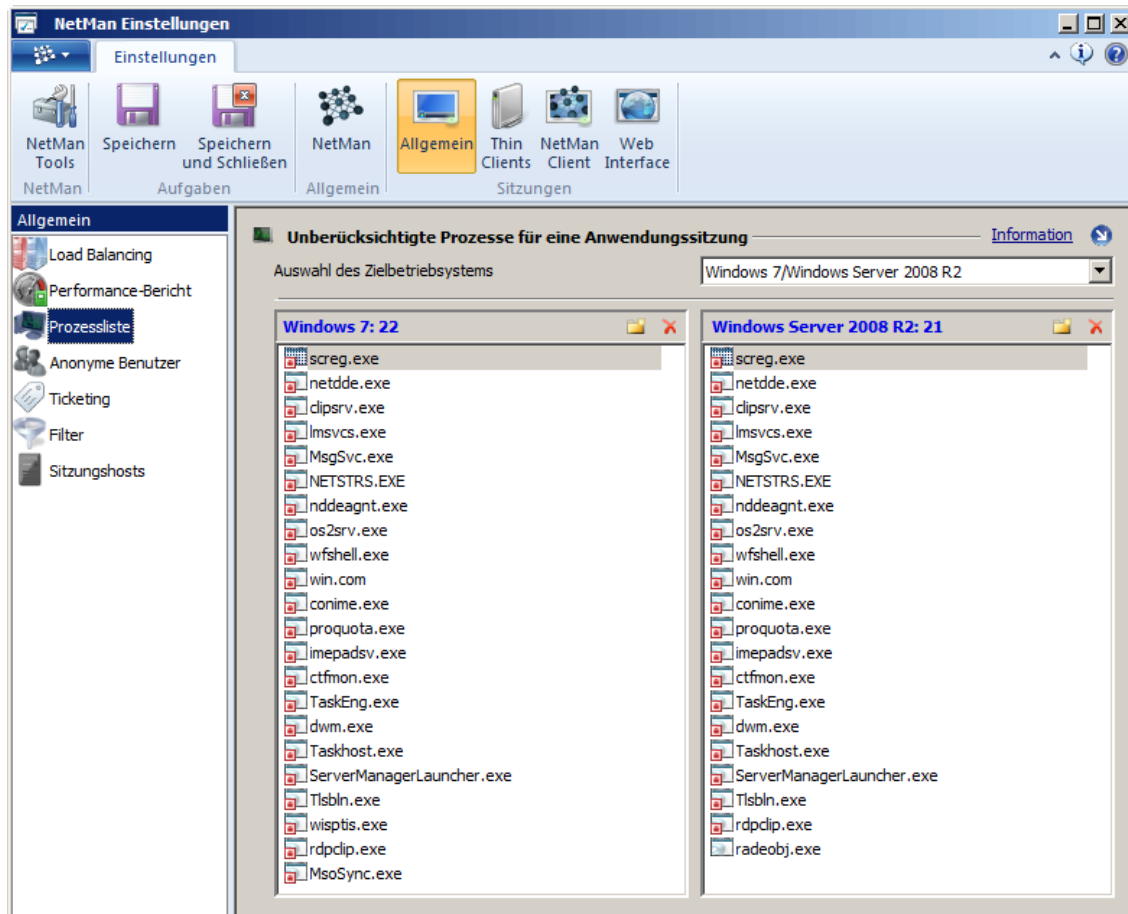 NetMan Einstellungen
Einstellungen
NetMan Tools
Speichern
Speichern und Schließen
NetMan
Allgemein
Thin Clients
NetMan Client
Web Interface
NetMan
Aufgaben
Allgemein
Sitzungen
Allgemein
Load Balancing
Performance-Bericht
Prozessliste
Anonyme Benutzer
Ticketing
Filter
Sitzungshosts
Unberücksichtigte Prozesse für eine Anwendungssitzung
Information
Auswahl des Zielbetriebsystems
Windows 7/Windows Server 2008 R2
Windows 7: 22
screg.exe
netdde.exe
clipsrv.exe
lmsvcs.exe
MsgSvc.exe
NETSTRS.EXE
nddeagnt.exe
os2srv.exe
wfshell.exe
win.com
conime.exe
proquota.exe
imepadsv.exe
ctfmon.exe
TaskEng.exe
dwm.exe
Taskhost.exe
ServerManagerLauncher.exe
Tlsbln.exe
wisptis.exe
rdpclip.exe
MsoSync.exe
Windows Server 2008 R2: 21
screg.exe
netdde.exe
clipsrv.exe
lmsvcs.exe
MsgSvc.exe
NETSTRS.EXE
nddeagnt.exe
os2srv.exe
wfshell.exe
win.com
conime.exe
proquota.exe
imepadsv.exe
ctfmon.exe
TaskEng.exe
dwm.exe
Taskhost.exe
ServerManagerLauncher.exe
Tlsbln.exe
rdpclip.exe
radeobj.exe